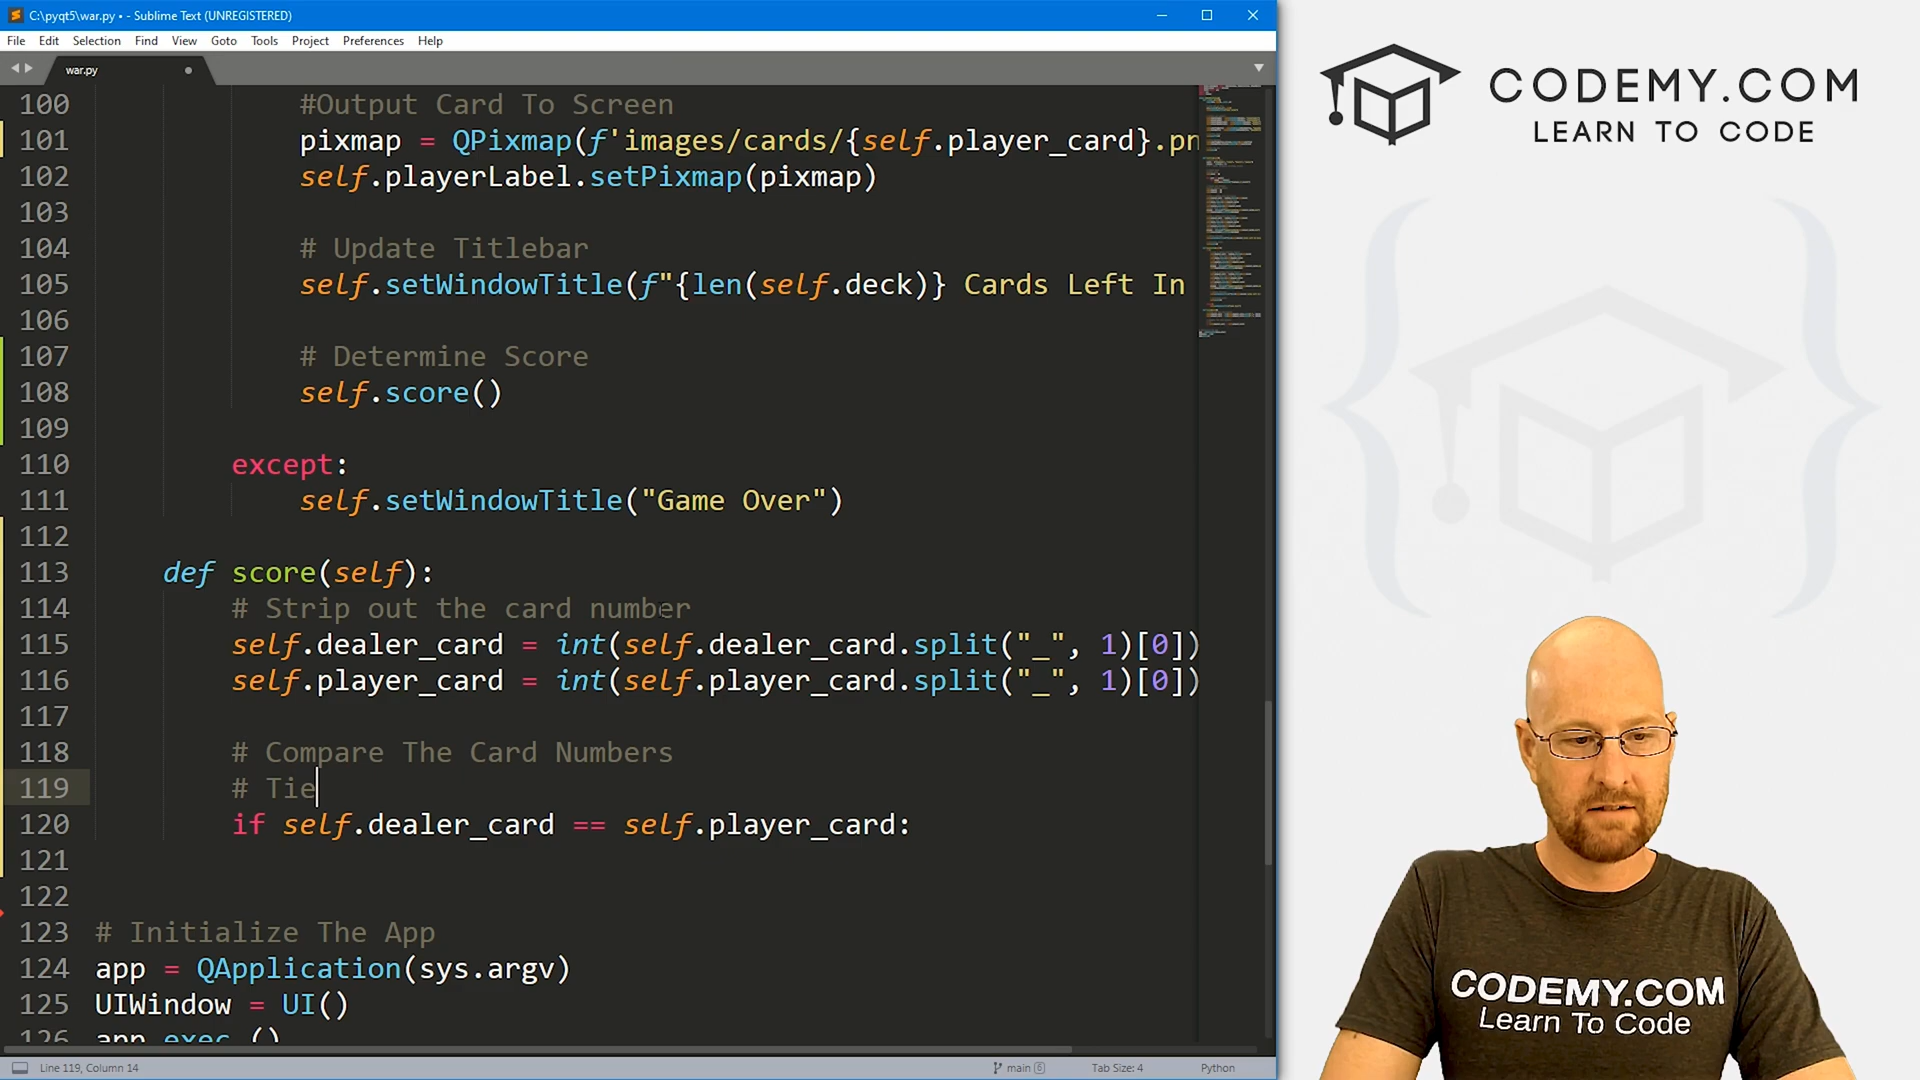 C:\pyqt5\war.py • - Sublime Text (UNREGISTERED)
File Edit Selection Find View Goto Tools Project Preferences Help
war.py
100 #Output Card To Screen
101 pixmap = QPixmap(f'images/cards/{self.player_card}.pn
102 self.playerLabel.setPixmap(pixmap)
103
104 # Update Titlebar
105 self.setWindowTitle(f"{len(self.deck)} Cards Left In
106
107 # Determine Score
108 self.score()
109
110 except:
111 self.setWindowTitle("Game Over")
112
113 def score(self):
114 # Strip out the card number
115 self.dealer_card = int(self.dealer_card.split("_", 1)[0])
116 self.player_card = int(self.player_card.split("_", 1)[0])
117
118 # Compare The Card Numbers
119 # Tie
120 if self.dealer_card == self.player_card:
121
122
123 # Initialize The App
124 app = QApplication(sys.argv)
125 UIWindow = UI()
126 app.exec_()
Line 119, Column 14
main 6
Tab Size: 4
Python
CODEMY.COM
LEARN TO CODE
CODEMY.COM
Learn To Code